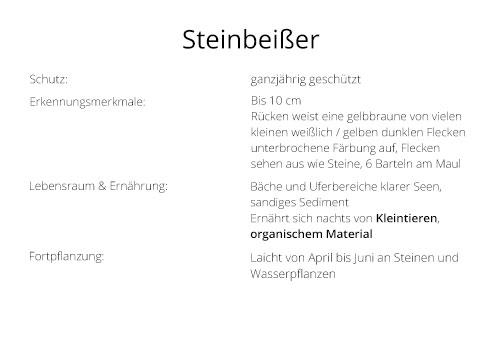 Steinbeißer
Schutz: ganzjährig geschützt
Erkennungsmerkmale: Bis 10 cm
Rücken weist eine gelbbraune von vielen
kleinen weißlich / gelben dunklen Flecken
unterbrochene Färbung auf, Flecken
sehen aus wie Steine, 6 Barteln am Maul
Lebensraum & Ernährung: Bäche und Uferbereiche klarer Seen,
sandiges Sediment
Ernährt sich nachts von Kleintieren,
organischem Material
Fortpflanzung: Laicht von April bis Juni an Steinen und
Wasserpflanzen